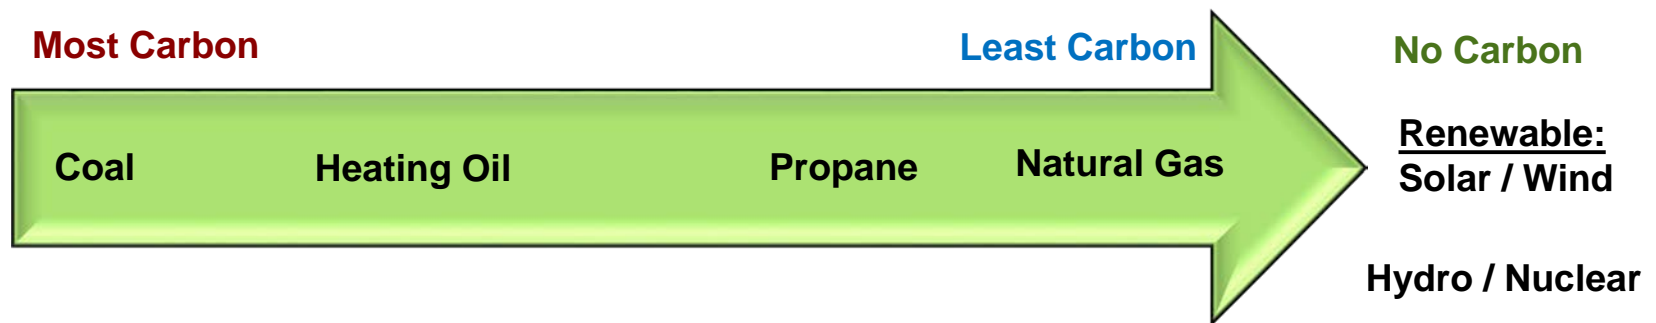 Most Carbon
Least Carbon
No Carbon
Coal
Heating Oil
Propane
Natural Gas
Renewable:
Solar / Wind
Hydro / Nuclear